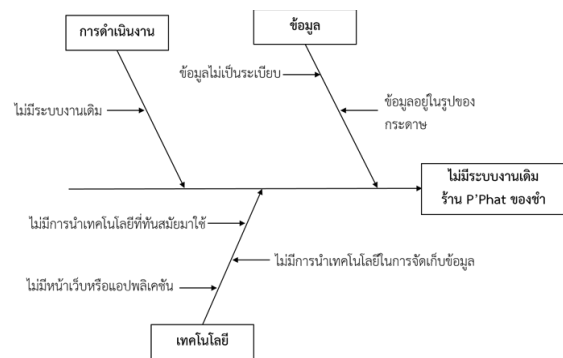 การดำเนินงาน
ข้อมูล
ข้อมูลไม่เป็นระเบียบ
ไม่มีระบบงานเดิม
ข้อมูลอยู่ในรูปของ
กระดาษ
ไม่มีระบบงานเดิม
ร้าน P'Phat ของชำ
ไม่มีการนำเทคโนโลยีที่ทันสมัยมาใช้
ไม่มีการนำเทคโนโลยีในการจัดเก็บข้อมูล
ไม่มีหน้าเว็บหรือแอปพลิเคชัน
เทคโนโลยี